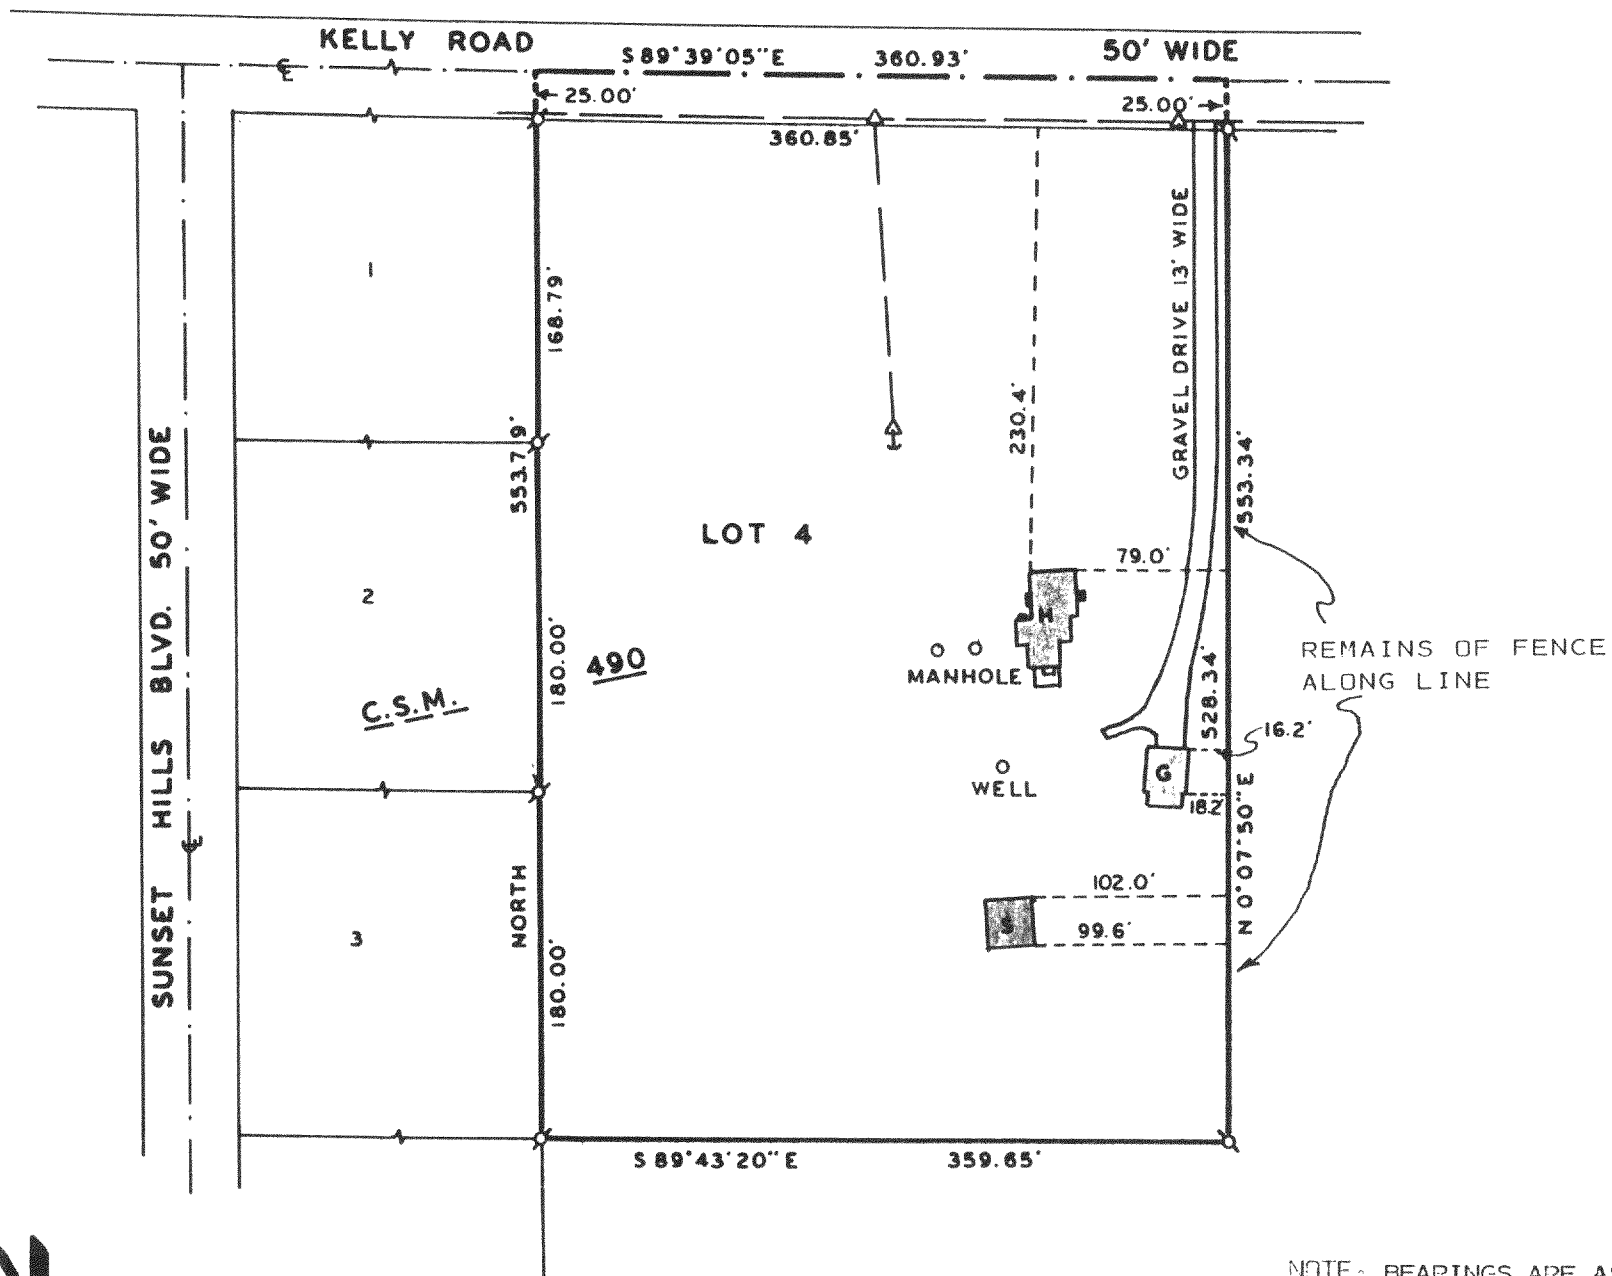 KELLY ROAD
S 89°39'05"E 360.93'
50' WIDE
25.00'
25.00'
360.85'
1
168.79'
GRAVEL DRIVE 13' WIDE
230.4'
553.79'
553.34'
SUNSET HILLS BLVD. 50' WIDE
LOT 4
79.0'
2
H
180.00'
490
MANHOLE
528.34'
REMAINS OF FENCE
ALONG LINE
C.S.M.
16.2'
WELL
G
18.2'
N 0°07'50"E
NORTH
3
102.0'
S
99.6'
180.00'
S 89°43'20"E
359.65'
NOTE: BEARINGS ARE